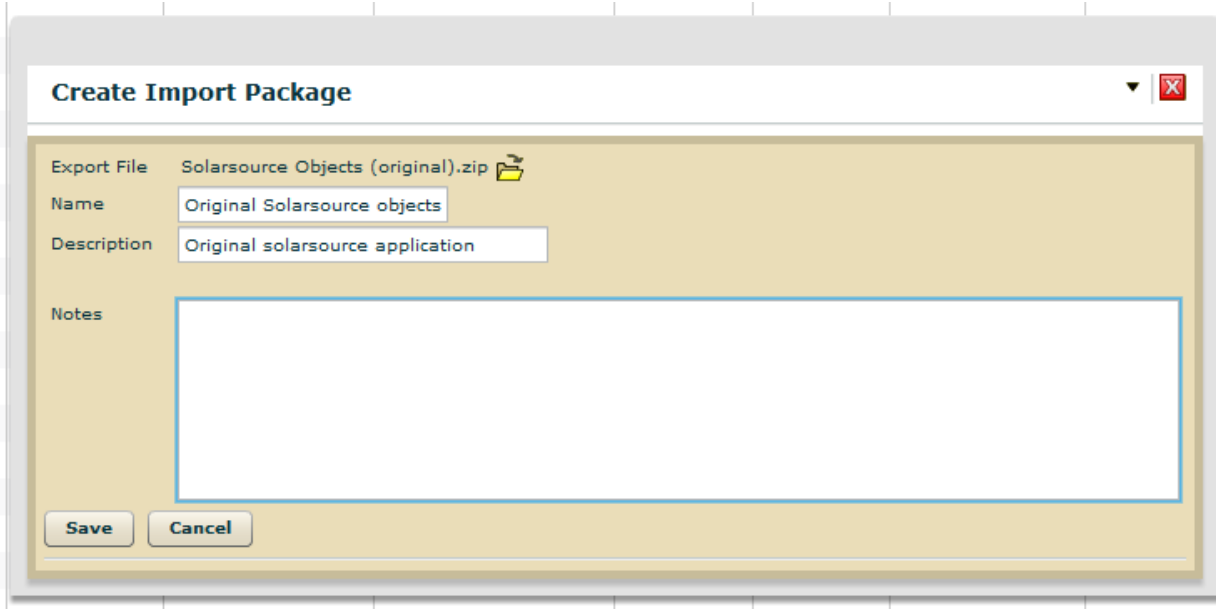 Create Import Package
X
Export File Solarsource Objects (original).zip
Name Original Solarsource objects
Description Original solarsource application
Notes
Save Cancel